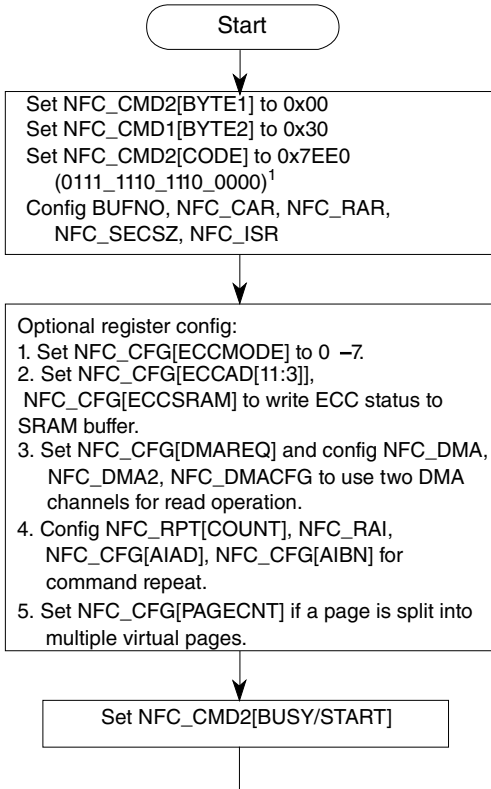 Start
Set NFC_CMD2[BYTE1] to 0x00
Set NFC_CMD1[BYTE2] to 0x30
Set NFC_CMD2[CODE] to 0x7EE0
(0111_1110_1110_0000)1
Config BUFNO, NFC_CAR, NFC_RAR,
NFC_SECSZ, NFC_ISR
Optional register config:
1. Set NFC_CFG[ECCMODE] to 0 –7.
2. Set NFC_CFG[ECCAD[11:3]],
NFC_CFG[ECCSRAM] to write ECC status to
SRAM buffer.
3. Set NFC_CFG[DMAREQ] and config NFC_DMA,
NFC_DMA2, NFC_DMACFG to use two DMA
channels for read operation.
4. Config NFC_RPT[COUNT], NFC_RAI,
NFC_CFG[AIAD], NFC_CFG[AIBN] for
command repeat.
5. Set NFC_CFG[PAGECNT] if a page is split into
multiple virtual pages.
Set NFC_CMD2[BUSY/START]